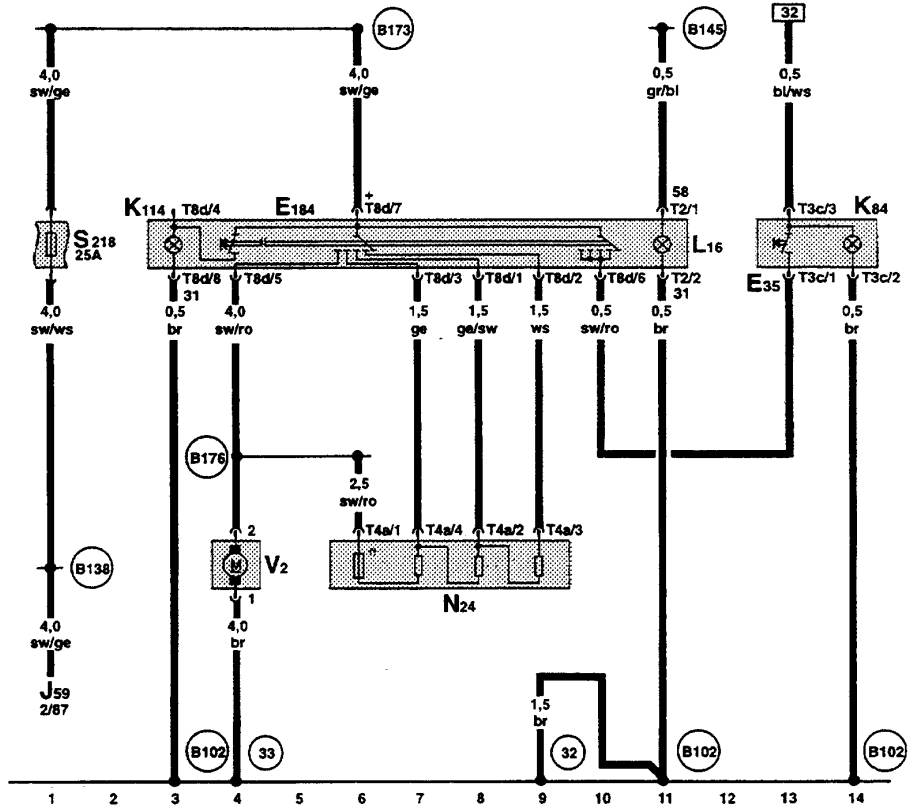 B173
B145
32
4,0
sw/ge
4,0
sw/ge
0,5
gr/bl
0,5
bl/ws
K114
T8d/4
E184
+
T8d/7
58
T2/1
T3c/3
K84
S218
25A
L16
T8d/8
31
T8d/5
T8d/3
T8d/1
T8d/2
T8d/6
T2/2
31
E35
T3c/1
T3c/2
4,0
sw/ws
0,5
br
4,0
sw/ro
1,5
ge
1,5
ge/sw
1,5
ws
0,5
sw/ro
0,5
br
0,5
br
B176
2,5
sw/ro
2
T4a/1
T4a/4
T4a/2
T4a/3
B138
M
V2
N24
1
4,0
sw/ge
4,0
br
J59
2/87
1,5
br
B102
33
32
B102
B102
1 2 3 4 5 6 7 8 9 10 11 12 13 14